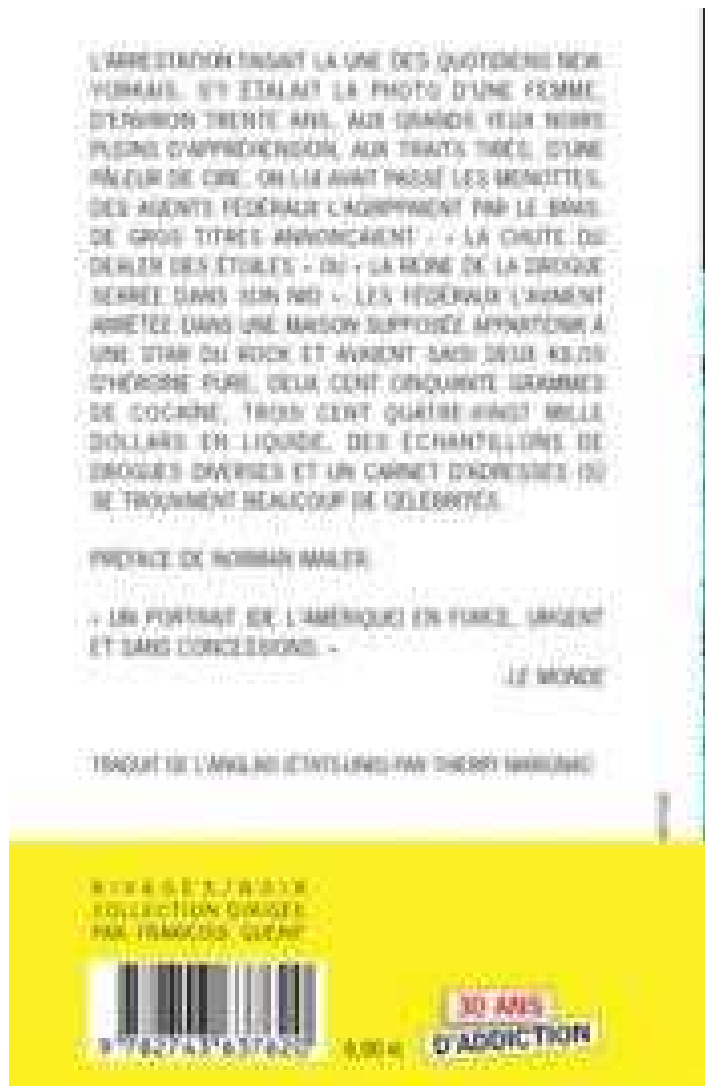 L'ARRESTATION FAISAIT LA UNE DES QUOTIDIENS NEW-
YORKAIS. S'Y ÉTALAIT LA PHOTO D'UNE FEMME
D'ENVIRON TRENTE ANS, AUX GRANDS YEUX NOIRS
PLEINS D'APPRÉHENSION, AUX TRAITS TIRÉS, D'UNE
PÂLEUR DE CIRE. ON LUI AVAIT PASSÉ LES MENOTTES,
DES AGENTS FÉDÉRAUX L'AGRIPPAIENT PAR LE BRAS.
DE GROS TITRES ANNONÇAIENT : « LA CHUTE DU
DEALER DES ÉTOILES » OU « LA REINE DE LA DROGUE
SERRÉE DANS SON NID ». LES FÉDÉRAUX L'AVAIENT
ARRÊTÉE DANS UNE MAISON SUPPOSÉE APPARTENIR À
UNE STAR DU ROCK ET AVAIENT SAISI DEUX KILOS
D'HÉROÏNE PURE, DEUX CENT CINQUANTE GRAMMES
DE COCAÏNE, TROIS CENT QUATRE-VINGT MILLE
DOLLARS EN LIQUIDE, DES ÉCHANTILLONS DE
DROGUES DIVERSES ET UN CARNET D'ADRESSES OÙ
SE TROUVAIENT BEAUCOUP DE CÉLÉBRITÉS.
PRÉFACE DE NORMAN MAILER
« UN PORTRAIT (DE L'AMÉRIQUE) EN FORCE, URGENT
ET SANS CONCESSIONS. »
LE MONDE
TRADUIT DE L'ANGLAIS (ÉTATS-UNIS) PAR THIERRY MARIGNAC
RIVAGES/NOIR
COLLECTION DIRIGÉE
PAR FRANÇOIS GUÉRIF
9 782743 637620
30 ANS
D'ADDICTION